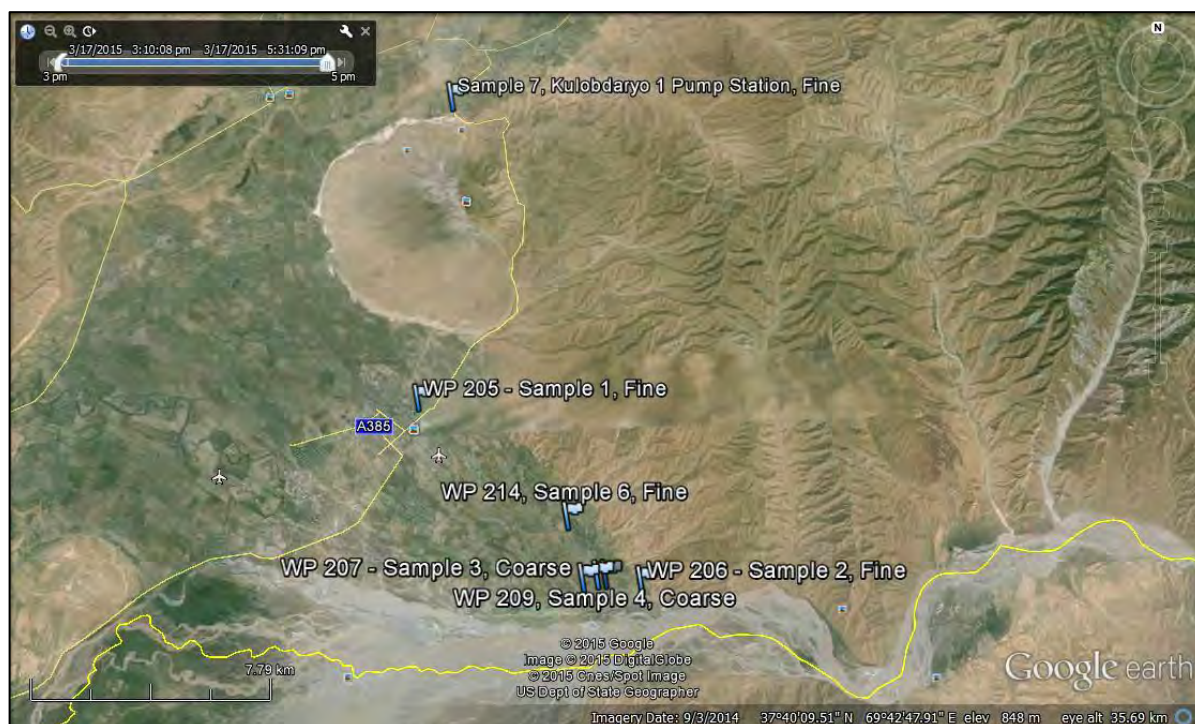 3/17/2015 3:10:08 pm 3/17/2015 5:31:09 pm
3 pm 5 pm
N
Sample 7, Kulobdaryo 1 Pump Station, Fine
WP 205 - Sample 1, Fine
A385
WP 214, Sample 6, Fine
WP 207 - Sample 3, Coarse
WP 206 - Sample 2, Fine
WP 209, Sample 4, Coarse
© 2015 Google
Image © 2015 DigitalGlobe
© 2015 Cnes/Spot Image
US Dept of State Geographer
7.79 km
Google earth
Imagery Date: 9/3/2014 37°40'09.51" N 69°42'47.91" E elev 848 m eye alt 35.69 km